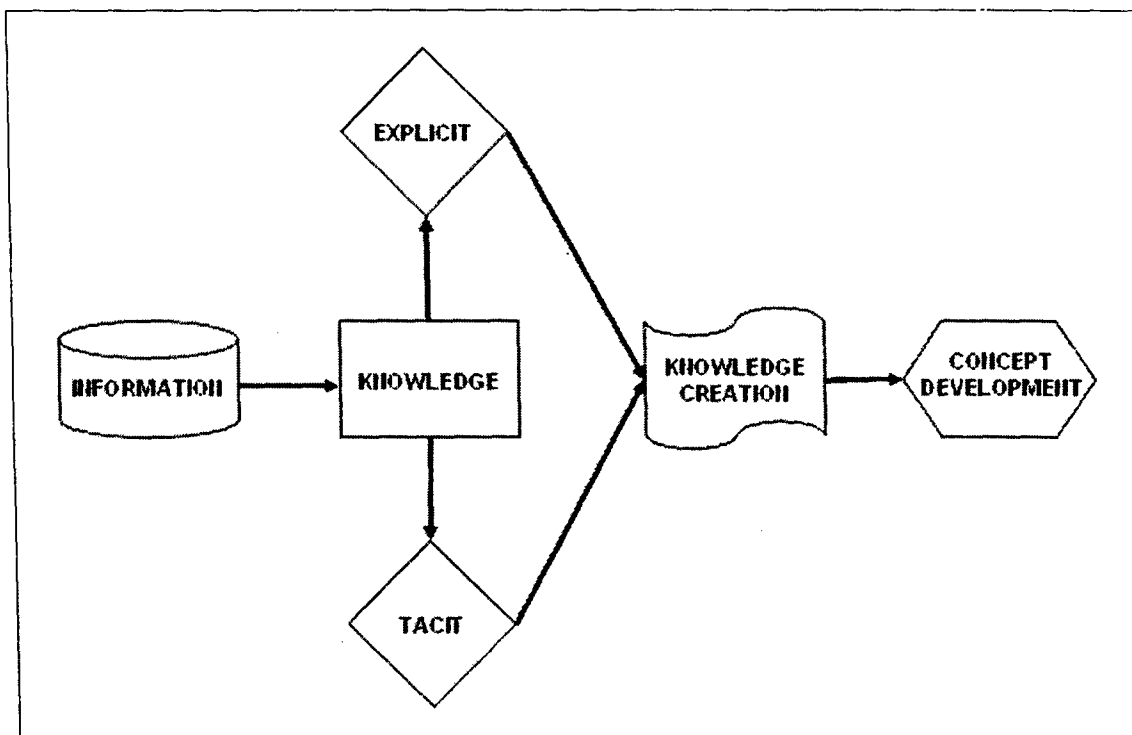 EXPLICIT
INFORMATION
KNOWLEDGE
KNOWLEDGE
CREATION
CONCEPT
DEVELOPMENT
TACIT